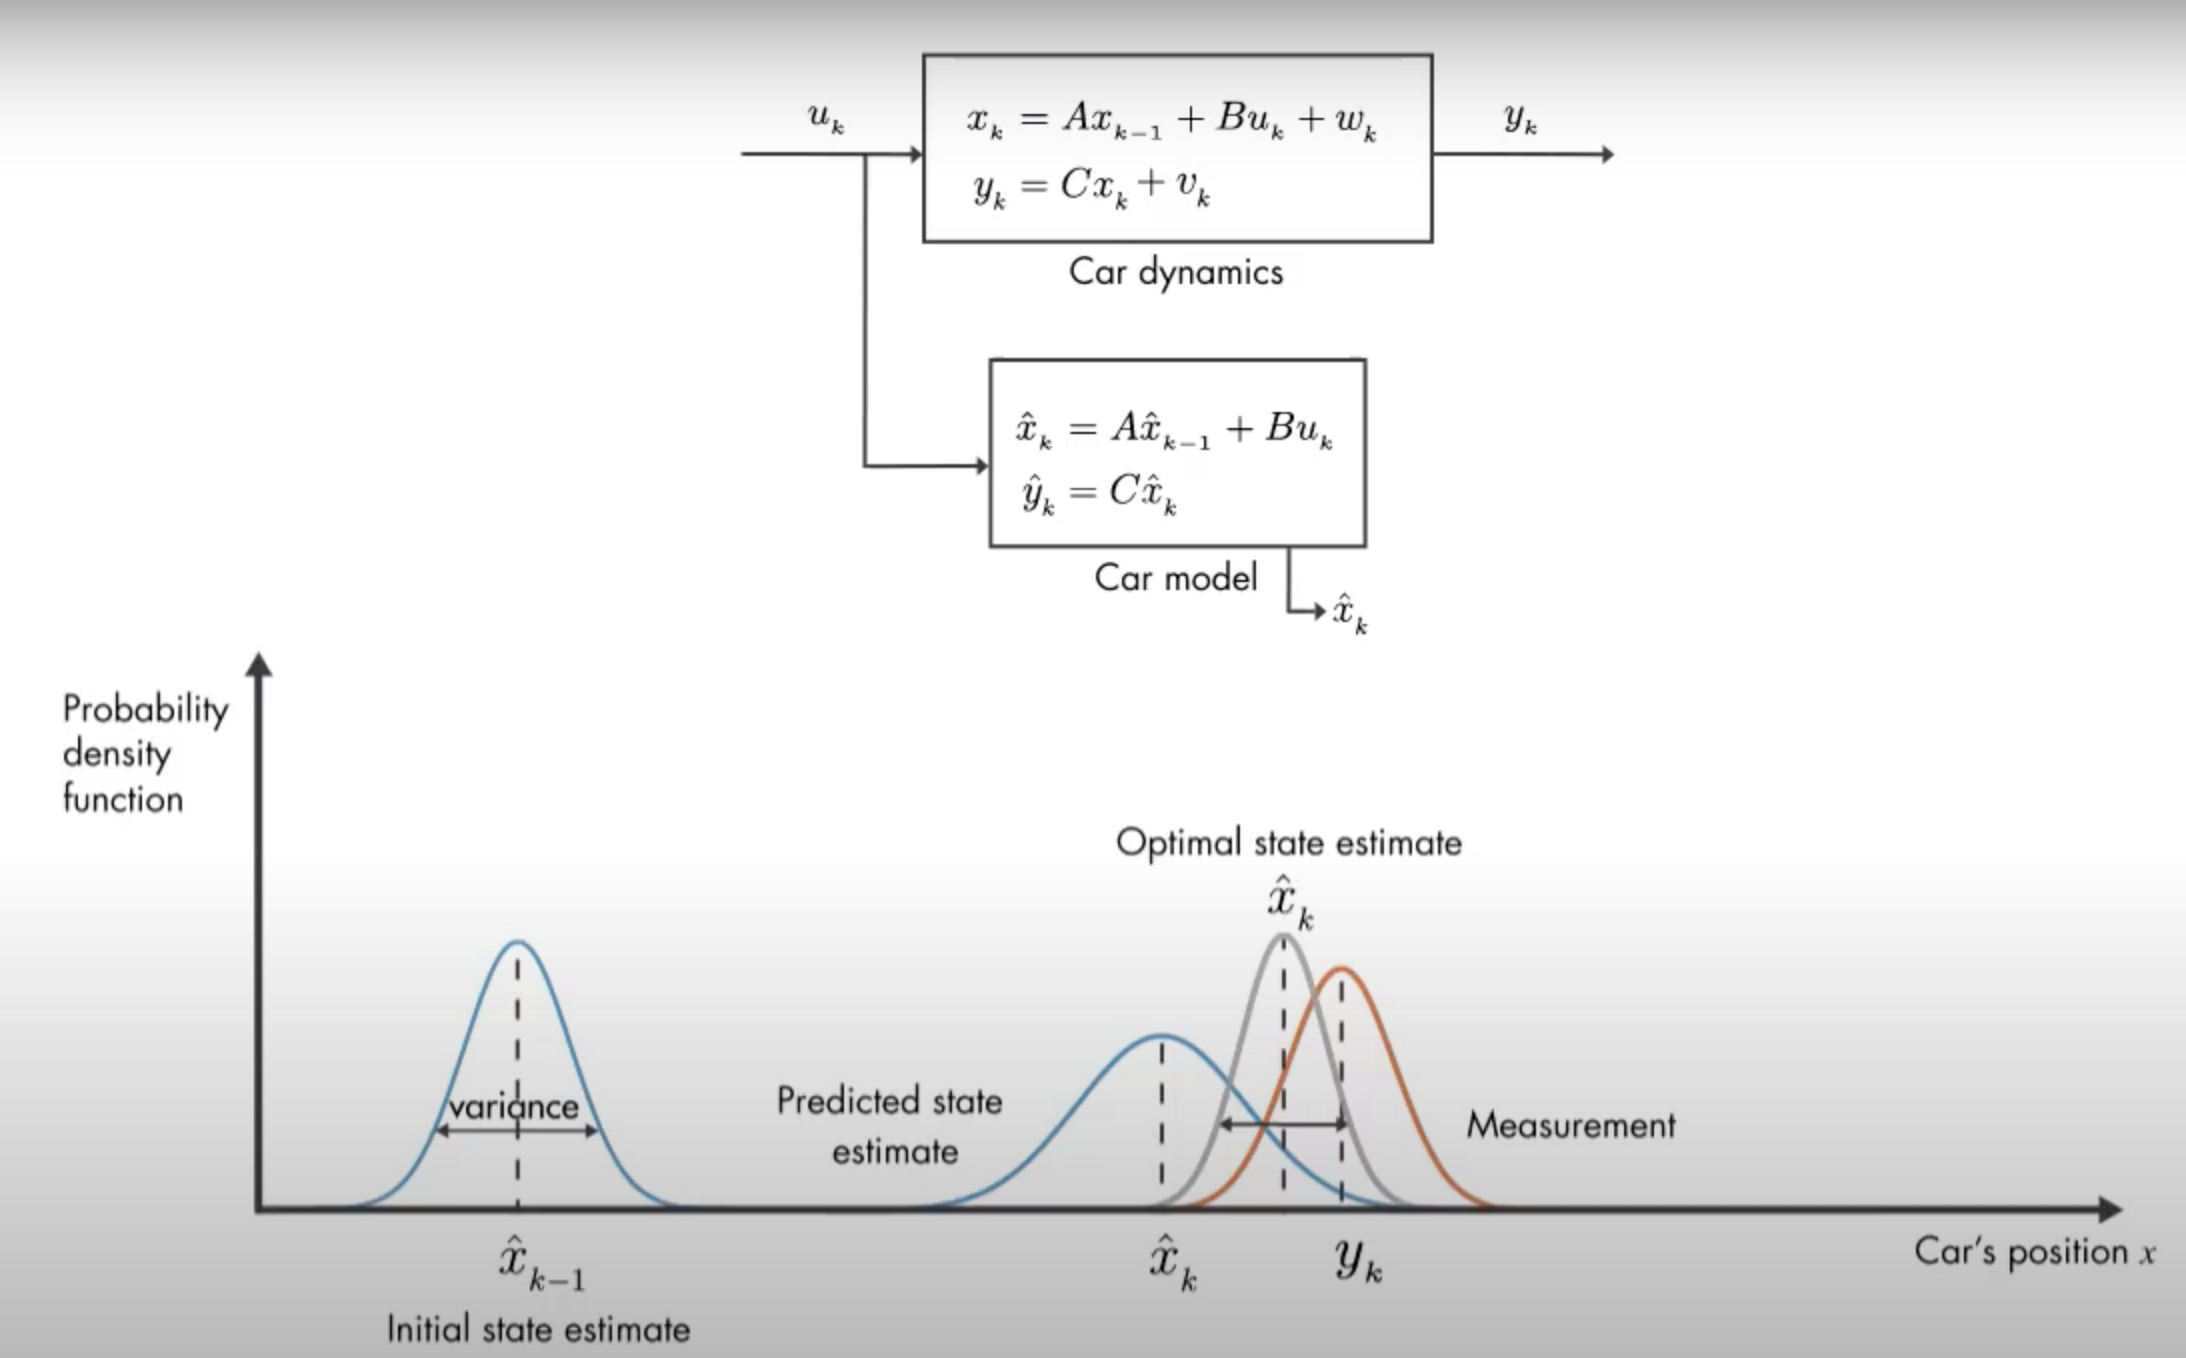 u_k
x_k = Ax_{k−1} + Bu_k + w_k
y_k = Cx_k + v_k
y_k
Car dynamics
x̂_k = Ax̂_{k−1} + Bu_k
ŷ_k = Cx̂_k
Car model
x̂_k
Probability
density
function
Optimal state estimate
x̂_k
variance
Predicted state
estimate
Measurement
x̂_{k−1}
Initial state estimate
x̂_k
y_k
Car's position x